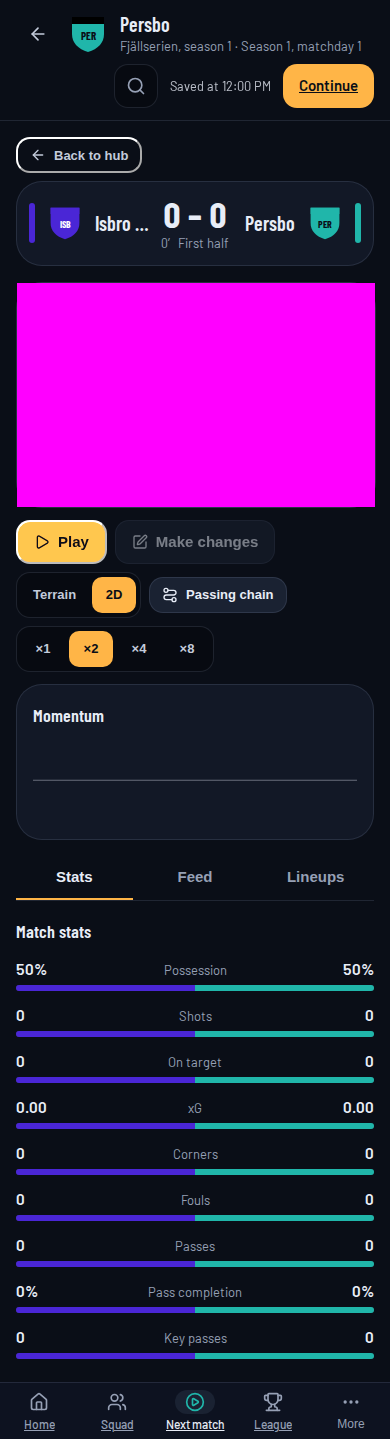 PER
Persbo
Fjällserien, season 1 · Season 1, matchday 1
Saved at 12:00 PM
Continue
Back to hub
ISB
Isbro ...
0 – 0
Persbo
PER
0' First half
Play
Make changes
Terrain
2D
Passing chain
×1
×2
×4
×8
Momentum
Stats
Feed
Lineups
Match stats
50% Possession 50%
0 Shots 0
0 On target 0
0.00 xG 0.00
0 Corners 0
0 Fouls 0
0 Passes 0
0% Pass completion 0%
0 Key passes 0
Home
Squad
Next match
League
More